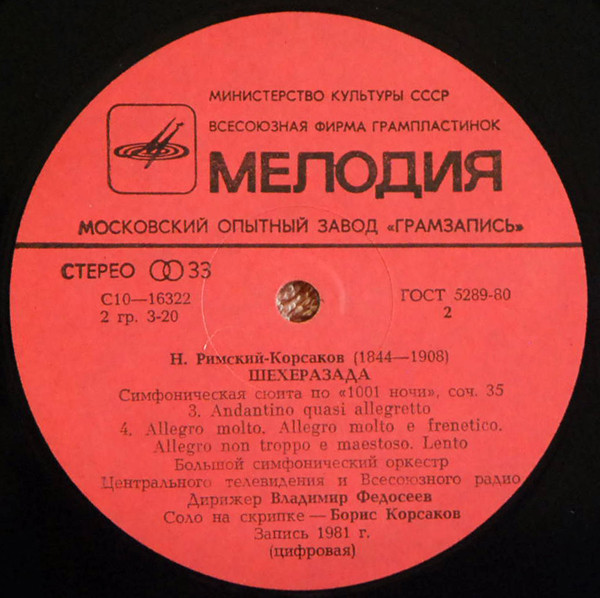 МИНИСТЕРСТВО КУЛЬТУРЫ СССР
ВСЕСОЮЗНАЯ ФИРМА ГРАМПЛАСТИНОК
МЕЛОДИЯ
МОСКОВСКИЙ ОПЫТНЫЙ ЗАВОД «ГРАМЗАПИСЬ»
СТЕРЕО 33
С10—16322
2 гр. 3-20
ГОСТ 5289-80
2
Н. Римский-Корсаков (1844—1908)
ШЕХЕРАЗАДА
Симфоническая сюита по «1001 ночи», соч. 35
3. Andantino quasi allegretto
4. Allegro molto. Allegro molto e frenetico.
Allegro non troppo e maestoso. Lento
Большой симфонический оркестр
Центрального телевидения и Всесоюзного радио
Дирижер Владимир Федосеев
Соло на скрипке — Борис Корсаков
Запись 1981 г.
(цифровая)